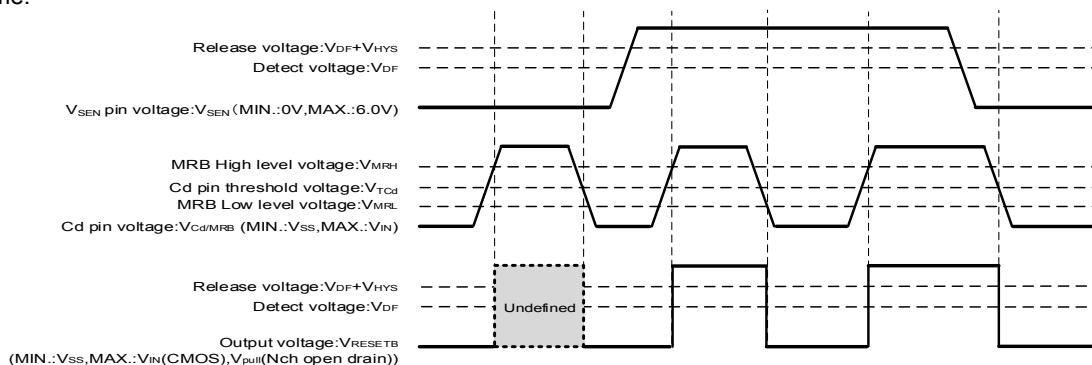 Release voltage:VDF+VHYS
Detect voltage:VDF
VSEN pin voltage:VSEN (MIN.:0V,MAX.:6.0V)
MRB High level voltage:VMRH
Cd pin threshold voltage:VTCd
MRB Low level voltage:VMRL
Cd pin voltage:VCd/MRB (MIN.:VSS,MAX.:VIN)
Release voltage:VDF+VHYS
Detect voltage:VDF
Undefined
Output voltage:VRESETB
(MIN.:VSS,MAX.:VIN(CMOS),Vpull(Nch open drain))